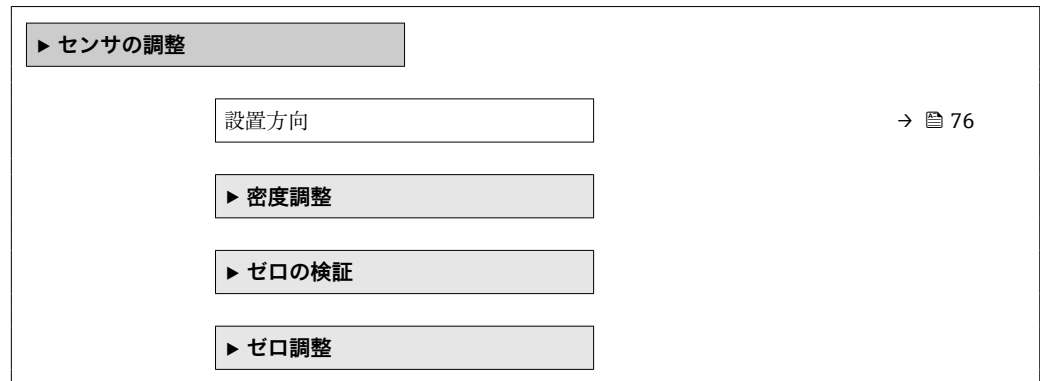 ▶ センサの調整
設置方向 → 🖹 76
▶ 密度調整
▶ ゼロの検証
▶ ゼロ調整